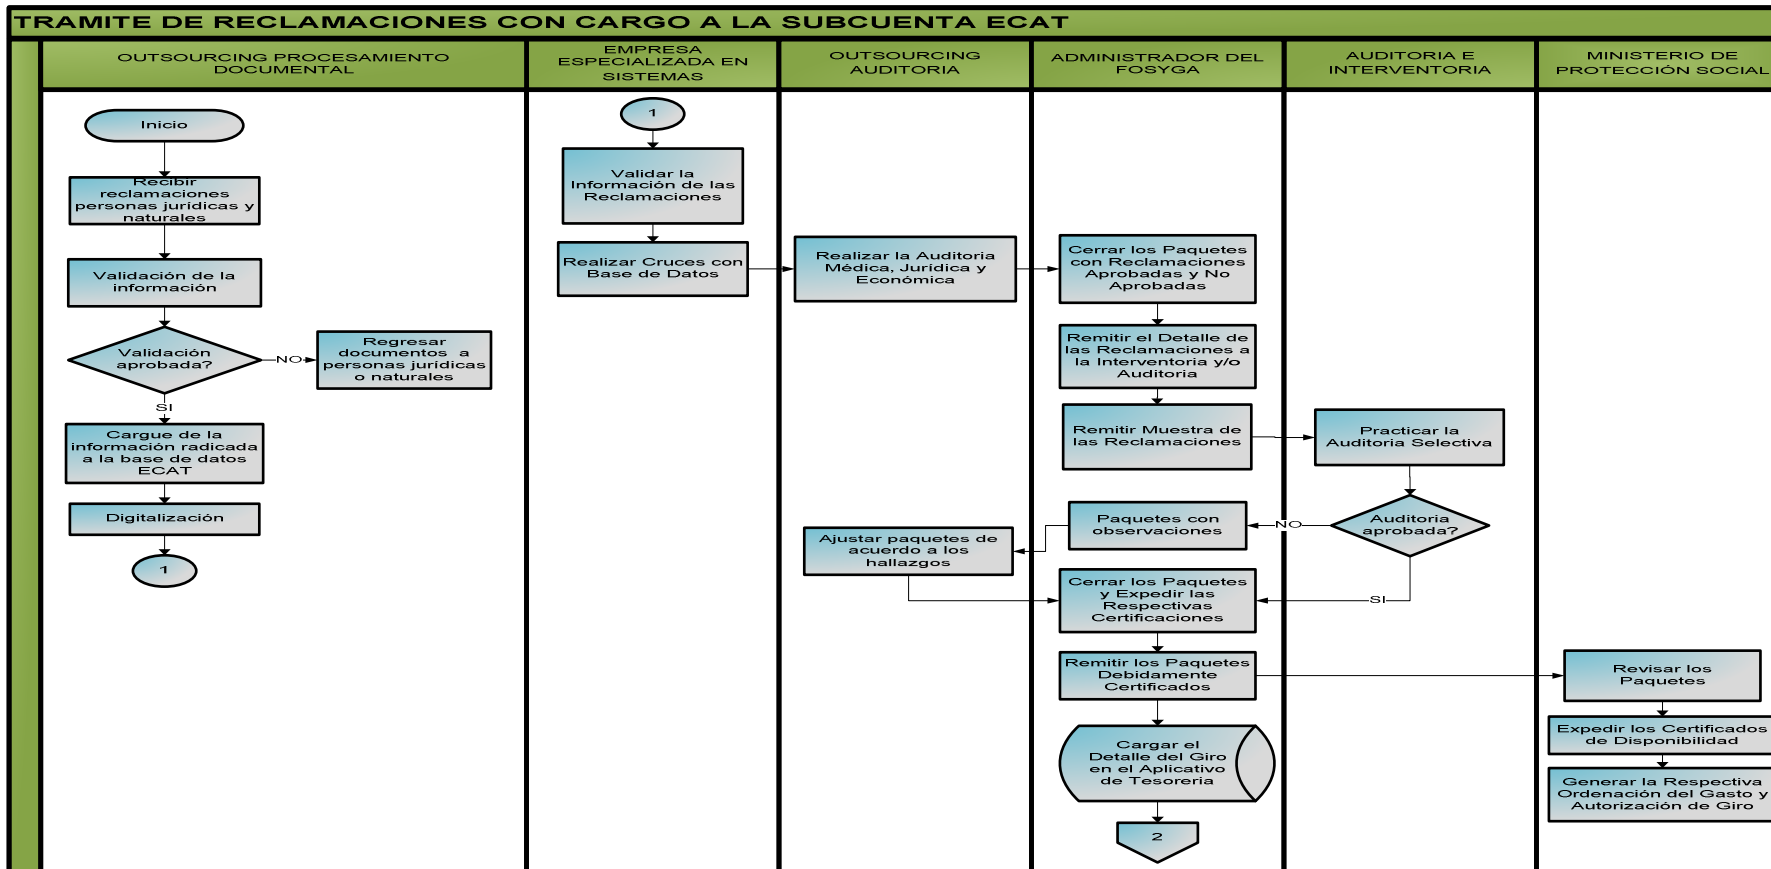 TRAMITE DE RECLAMACIONES CON CARGO A LA SUBCUENTA ECAT
OUTSOURCING PROCESAMIENTO
DOCUMENTAL
EMPRESA
ESPECIALIZADA EN
SISTEMAS
OUTSOURCING
AUDITORIA
ADMINISTRADOR DEL
FOSYGA
AUDITORIA E
INTERVENTORIA
MINISTERIO DE
PROTECCIÓN SOCIAL
Inicio
Recibir
reclamaciones
personas jurídicas y
naturales
Validación de la
información
Validación
aprobada?
NO
Regresar
documentos a
personas jurídicas
o naturales
SI
Cargue de la
información radicada
a la base de datos
ECAT
Digitalización
1
1
Validar la
Información de las
Reclamaciones
Realizar Cruces con
Base de Datos
Realizar la Auditoria
Médica, Jurídica y
Económica
Cerrar los Paquetes
con Reclamaciones
Aprobadas y No
Aprobadas
Remitir el Detalle de
las Reclamaciones a
la Interventoria y/o
Auditoria
Remitir Muestra de
las Reclamaciones
Practicar la
Auditoria Selectiva
Auditoria
aprobada?
NO
Paquetes con
observaciones
Ajustar paquetes de
acuerdo a los
hallazgos
SI
Cerrar los Paquetes
y Expedir las
Respectivas
Certificaciones
Remitir los Paquetes
Debidamente
Certificados
Cargar el
Detalle del Giro
en el Aplicativo
de Tesoreria
2
Revisar los
Paquetes
Expedir los Certificados
de Disponibilidad
Generar la Respectiva
Ordenación del Gasto y
Autorización de Giro